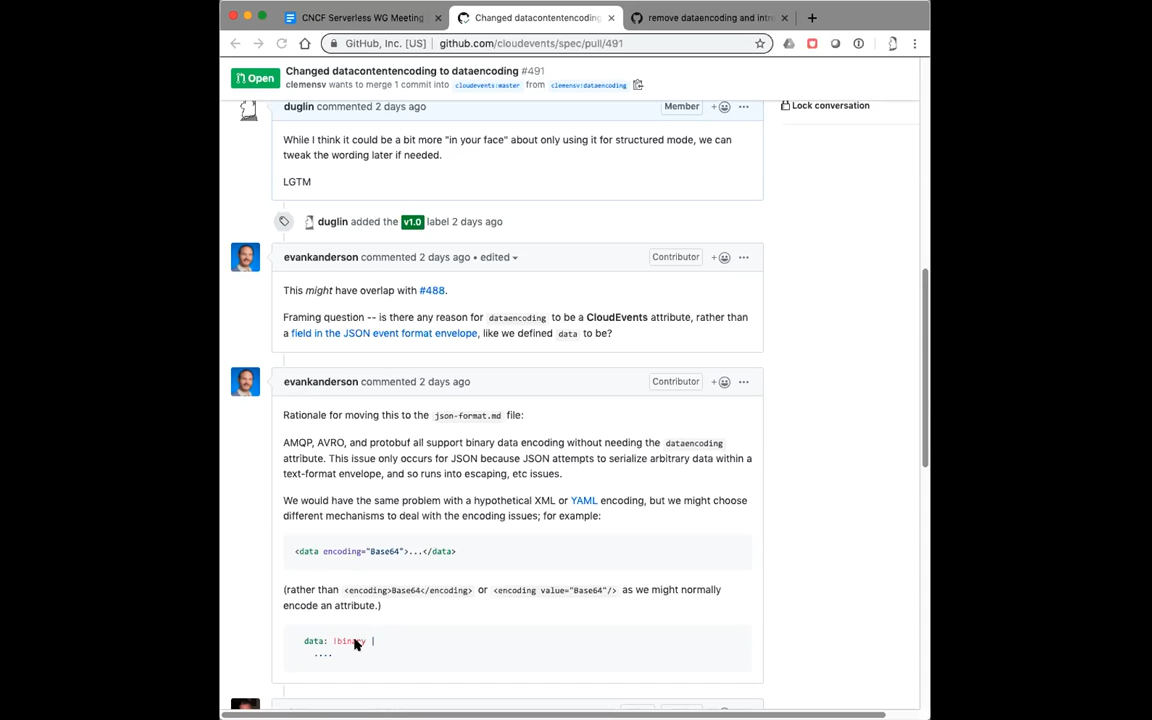 CNCF Serverless WG Meeting
Changed datacontentencoding
remove dataencoding and intr
GitHub, Inc. [US] | github.com/cloudevents/spec/pull/491
Open
Changed datacontentencoding to dataencoding #491
clemensv wants to merge 1 commit into cloudevents:master from clemensv:dataencoding
duglin commented 2 days ago
Member
Lock conversation
While I think it could be a bit more "in your face" about only using it for structured mode, we can
tweak the wording later if needed.
LGTM
duglin added the v1.0 label 2 days ago
evankanderson commented 2 days ago • edited
Contributor
This might have overlap with #488.
Framing question -- is there any reason for dataencoding to be a CloudEvents attribute, rather than
a field in the JSON event format envelope, like we defined data to be?
evankanderson commented 2 days ago
Contributor
Rationale for moving this to the json-format.md file:
AMQP, AVRO, and protobuf all support binary data encoding without needing the dataencoding
attribute. This issue only occurs for JSON because JSON attempts to serialize arbitrary data within a
text-format envelope, and so runs into escaping, etc issues.
We would have the same problem with a hypothetical XML or YAML encoding, but we might choose
different mechanisms to deal with the encoding issues; for example:
<data encoding="Base64">...</data>
(rather than <encoding>Base64</encoding> or <encoding value="Base64"/> as we might normally
encode an attribute.)
data: !binary |
....